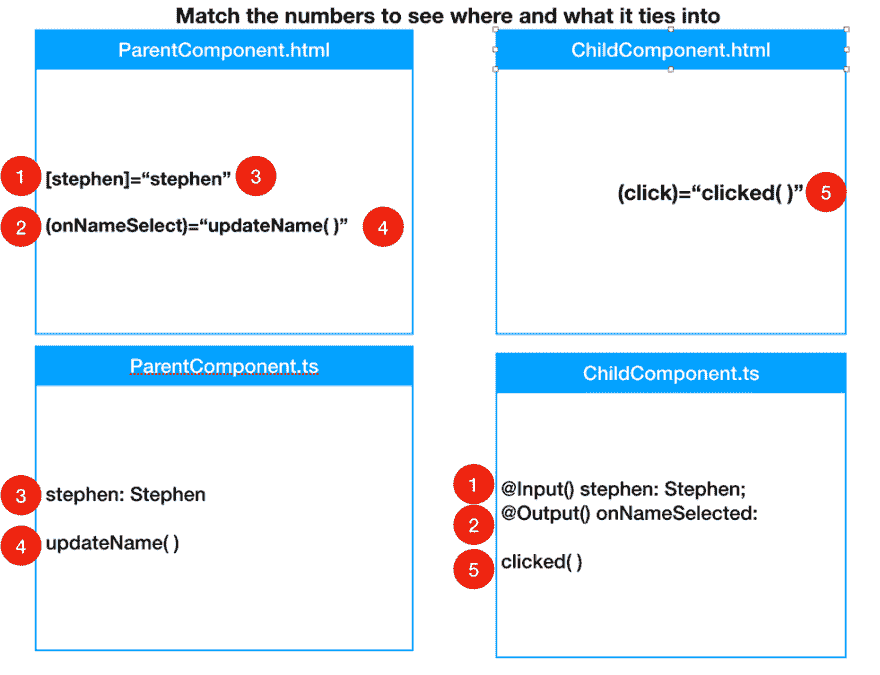 Match the numbers to see where and what it ties into
ParentComponent.html
1 [stephen]=“stephen” 3
2 (onNameSelect)=“updateName( )” 4
ChildComponent.html
(click)=“clicked( )” 5
ParentComponent.ts
3 stephen: Stephen
4 updateName( )
ChildComponent.ts
1 @Input() stephen: Stephen;
2 @Output() onNameSelected:
5 clicked( )